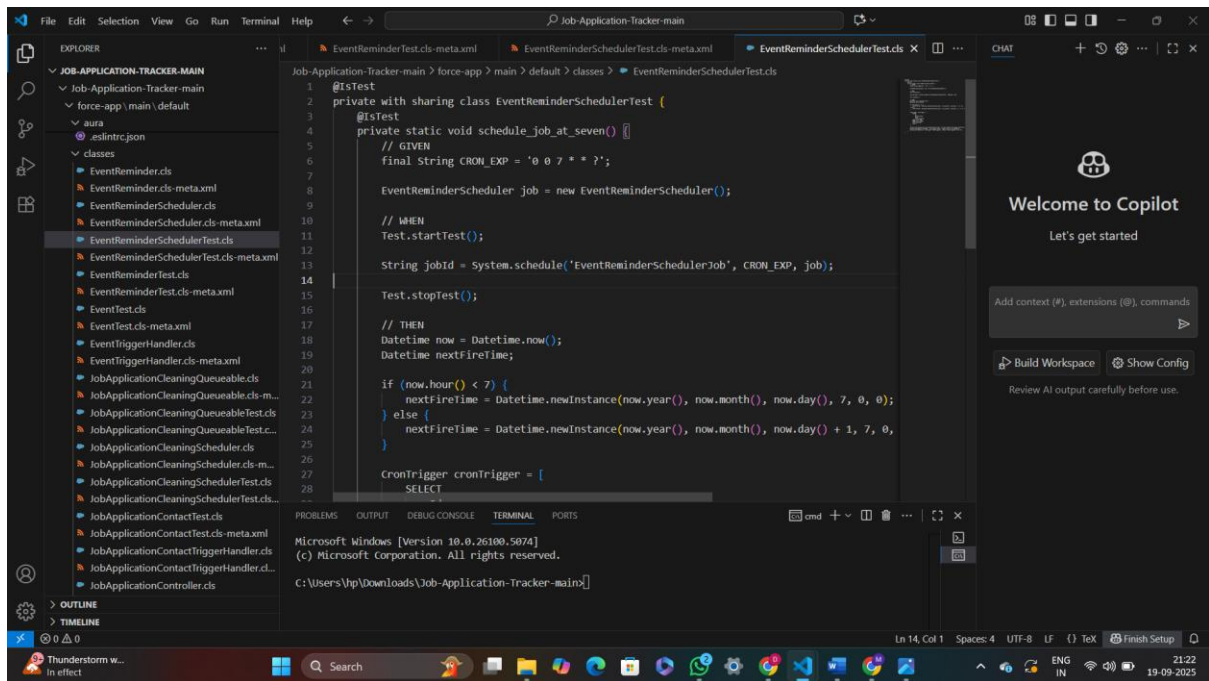 File Edit Selection View Go Run Terminal Help
Job-Application-Tracker-main
EXPLORER
JOB-APPLICATION-TRACKER-MAIN
Job-Application-Tracker-main
force-app \ main \ default
aura
.eslintrc.json
classes
EventReminder.cls
EventReminder.cls-meta.xml
EventReminderScheduler.cls
EventReminderScheduler.cls-meta.xml
EventReminderSchedulerTest.cls
EventReminderSchedulerTest.cls-meta.xml
EventReminderTest.cls
EventReminderTest.cls-meta.xml
EventTest.cls
EventTest.cls-meta.xml
EventTriggerHandler.cls
EventTriggerHandler.cls-meta.xml
JobApplicationCleaningQueueable.cls
JobApplicationCleaningQueueable.cls-m...
JobApplicationCleaningQueueableTest.cls
JobApplicationCleaningQueueableTest.c...
JobApplicationCleaningScheduler.cls
JobApplicationCleaningScheduler.cls-m...
JobApplicationCleaningSchedulerTest.cls
JobApplicationCleaningSchedulerTest.cls...
JobApplicationContactTest.cls
JobApplicationContactTest.cls-meta.xml
JobApplicationContactTriggerHandler.cls
JobApplicationContactTriggerHandler.cl...
JobApplicationController.cls
OUTLINE
TIMELINE
EventReminderTest.cls-meta.xml EventReminderSchedulerTest.cls-meta.xml EventReminderSchedulerTest.cls
Job-Application-Tracker-main > force-app > main > default > classes > EventReminderSchedulerTest.cls
1 @IsTest
2 private with sharing class EventReminderSchedulerTest {
3 @IsTest
4 private static void schedule_job_at_seven() {
5 // GIVEN
6 final String CRON_EXP = '0 0 7 * * ?';
7
8 EventReminderScheduler job = new EventReminderScheduler();
9
10 // WHEN
11 Test.startTest();
12
13 String jobId = System.schedule('EventReminderSchedulerJob', CRON_EXP, job);
14
15 Test.stopTest();
16
17 // THEN
18 Datetime now = Datetime.now();
19 Datetime nextFireTime;
20
21 if (now.hour() < 7) {
22 nextFireTime = Datetime.newInstance(now.year(), now.month(), now.day(), 7, 0, 0);
23 } else {
24 nextFireTime = Datetime.newInstance(now.year(), now.month(), now.day() + 1, 7, 0,
25 }
26
27 CronTrigger cronTrigger = [
28 SELECT
PROBLEMS OUTPUT DEBUG CONSOLE TERMINAL PORTS
cmd
Microsoft Windows [Version 10.0.26100.5074]
(c) Microsoft Corporation. All rights reserved.
C:\Users\hp\Downloads\Job-Application-Tracker-main>
CHAT
Welcome to Copilot
Let's get started
Add context (#), extensions (@), commands
Build Workspace Show Config
Review AI output carefully before use.
0 0
Ln 14, Col 1 Spaces: 4 UTF-8 LF {} TeX Finish Setup
9+
Thunderstorm w...
In effect
Search
ENG
IN
21:22
19-09-2025